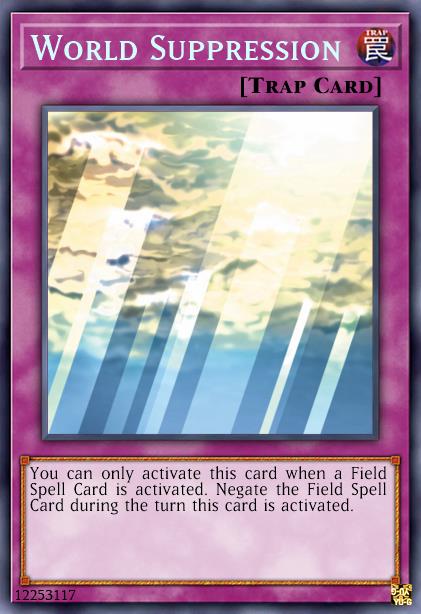 World Suppression
TRAP
罠
[Trap Card]
You can only activate this card when a Field
Spell Card is activated. Negate the Field Spell
Card during the turn this card is activated.
12253117